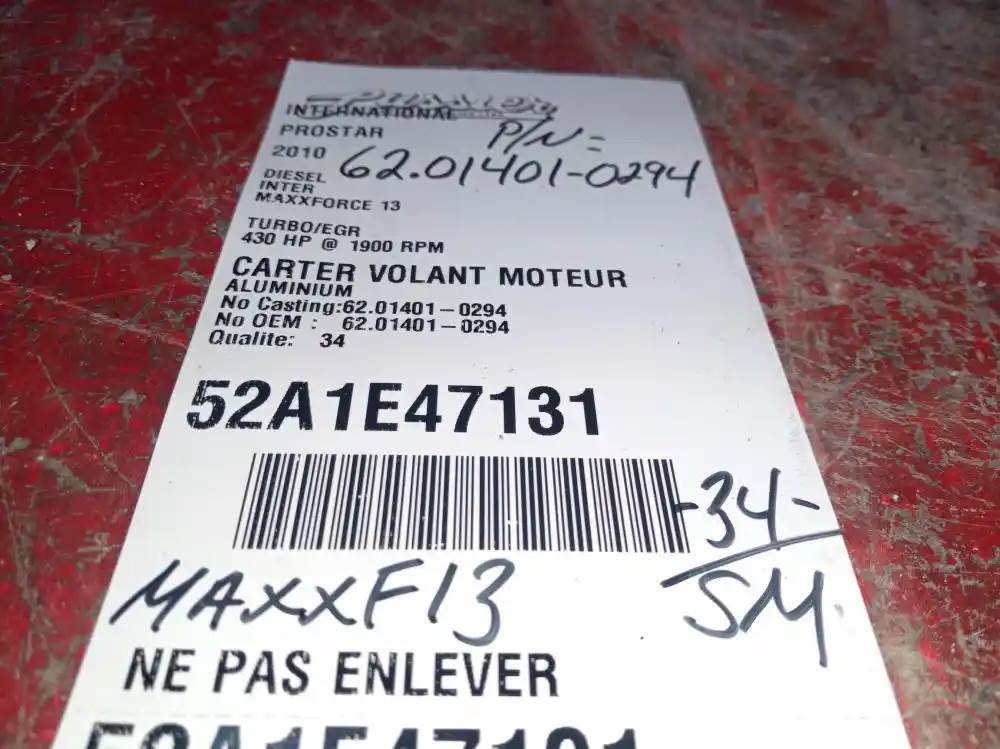 INTERNATIONAL
P/N:
PROSTAR
2010
62.01401-0294
DIESEL
INTER
MAXXFORCE 13
TURBO/EGR
430 HP @ 1900 RPM
CARTER VOLANT MOTEUR
ALUMINIUM
No Casting:62.01401-0294
No OEM : 62.01401-0294
Qualite: 34
52A1E47131
-34-
SM
MAXXF13
NE PAS ENLEVER
52A1E47131